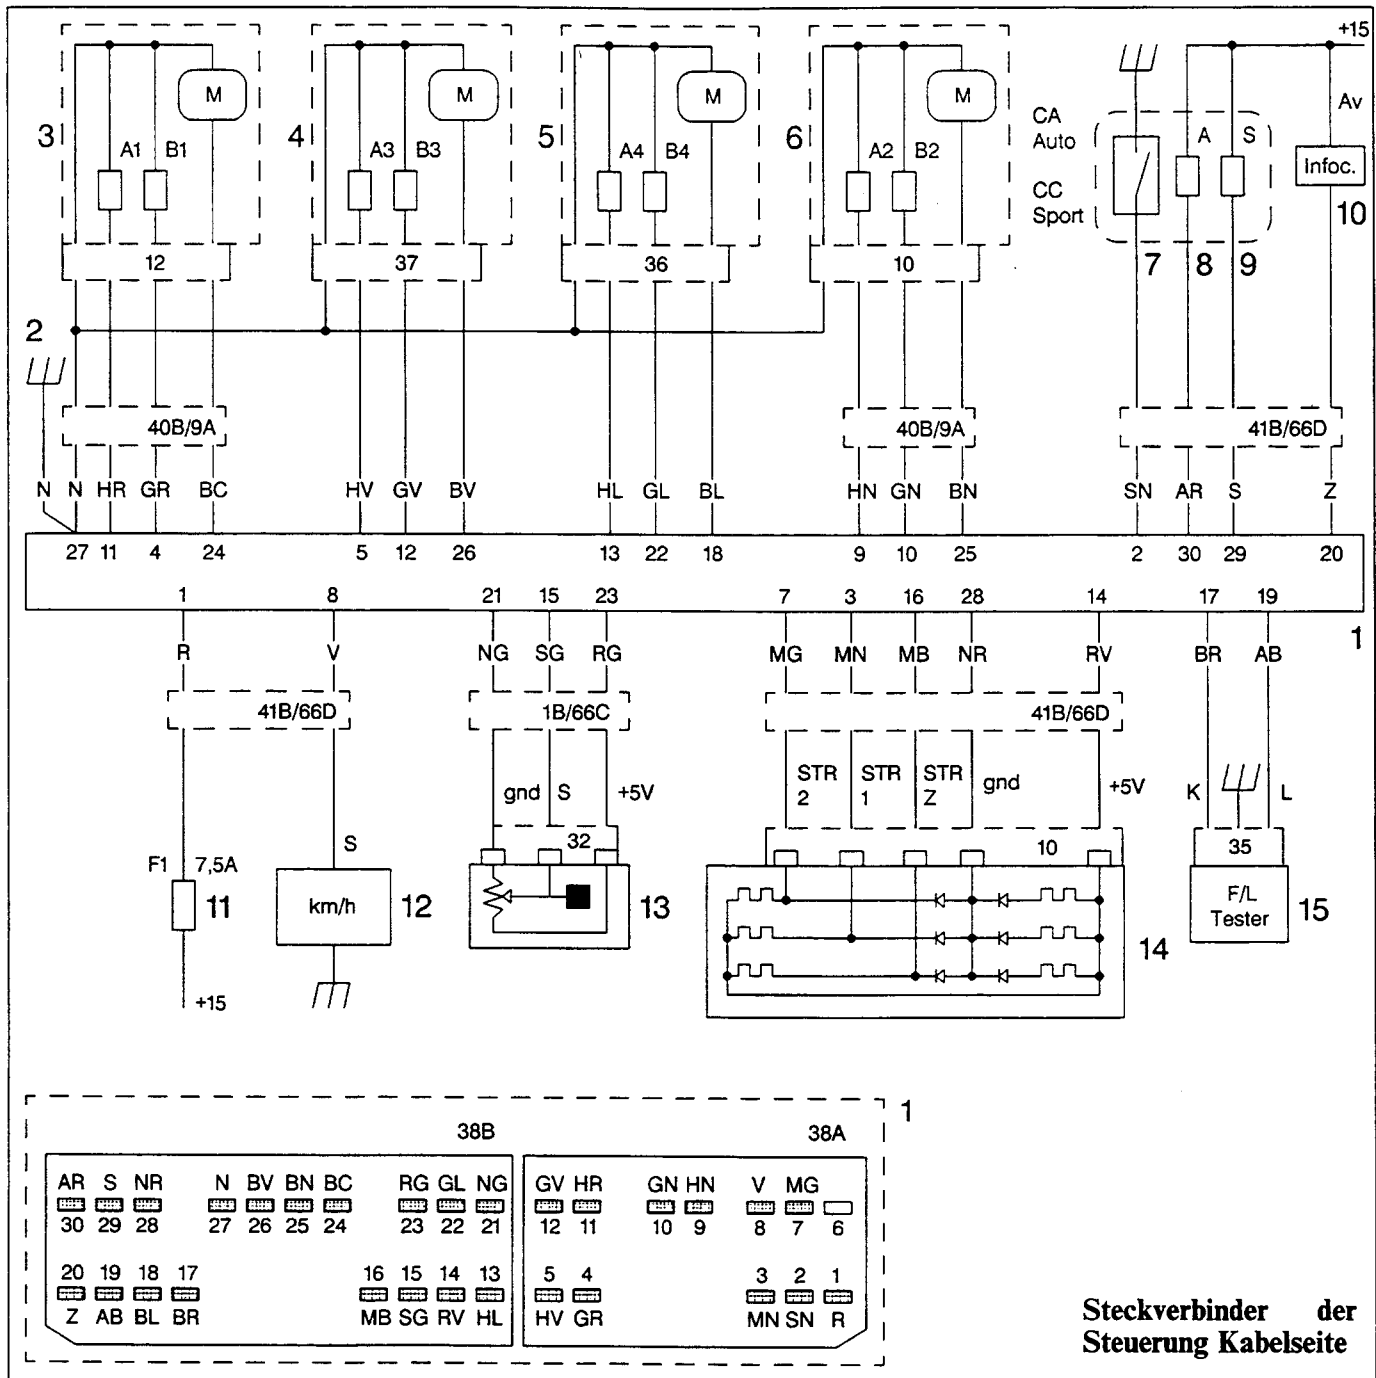 +15
M M M M
3 A1 B1 4 A3 B3 5 A4 B4 6 A2 B2
CA
Auto
CC
Sport
A S
Av
Infoc.
10
12 37 36 10
7 8 9
2
40B/9A 40B/9A 41B/66D
N N HR GR BC HV GV BV HL GL BL HN GN BN SN AR S Z
27 11 4 24 5 12 26 13 22 18 9 10 25 2 30 29 20
1 8 21 15 23 7 3 16 28 14 17 19
1
R V NG SG RG MG MN MB NR RV BR AB
41B/66D 1B/66C 41B/66D
gnd S +5V
STR
2
STR
1
STR
Z
gnd +5V
K L
S
32 10 35
F1 7,5A
11
km/h
12
13
14
F/L
Tester
15
+15
1
38B 38A
AR S NR N BV BN BC RG GL NG GV HR GN HN V MG
30 29 28 27 26 25 24 23 22 21 12 11 10 9 8 7 6
20 19 18 17 16 15 14 13 5 4 3 2 1
Z AB BL BR MB SG RV HL HV GR MN SN R
Steckverbinder der
Steuerung Kabelseite